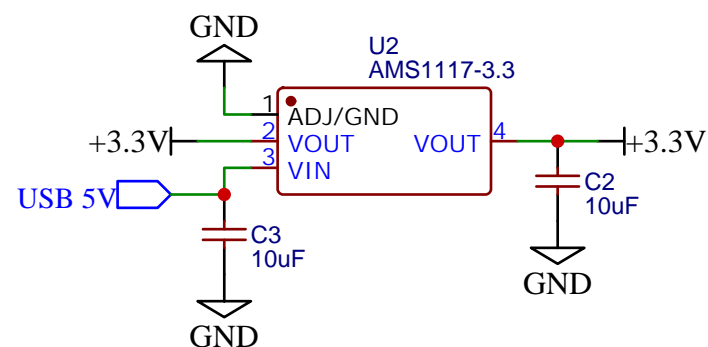 GND
U2
AMS1117-3.3
1
ADJ/GND
+3.3V
2
VOUT
VOUT
4
+3.3V
3
VIN
USB 5V
C2
10uF
C3
10uF
GND
GND